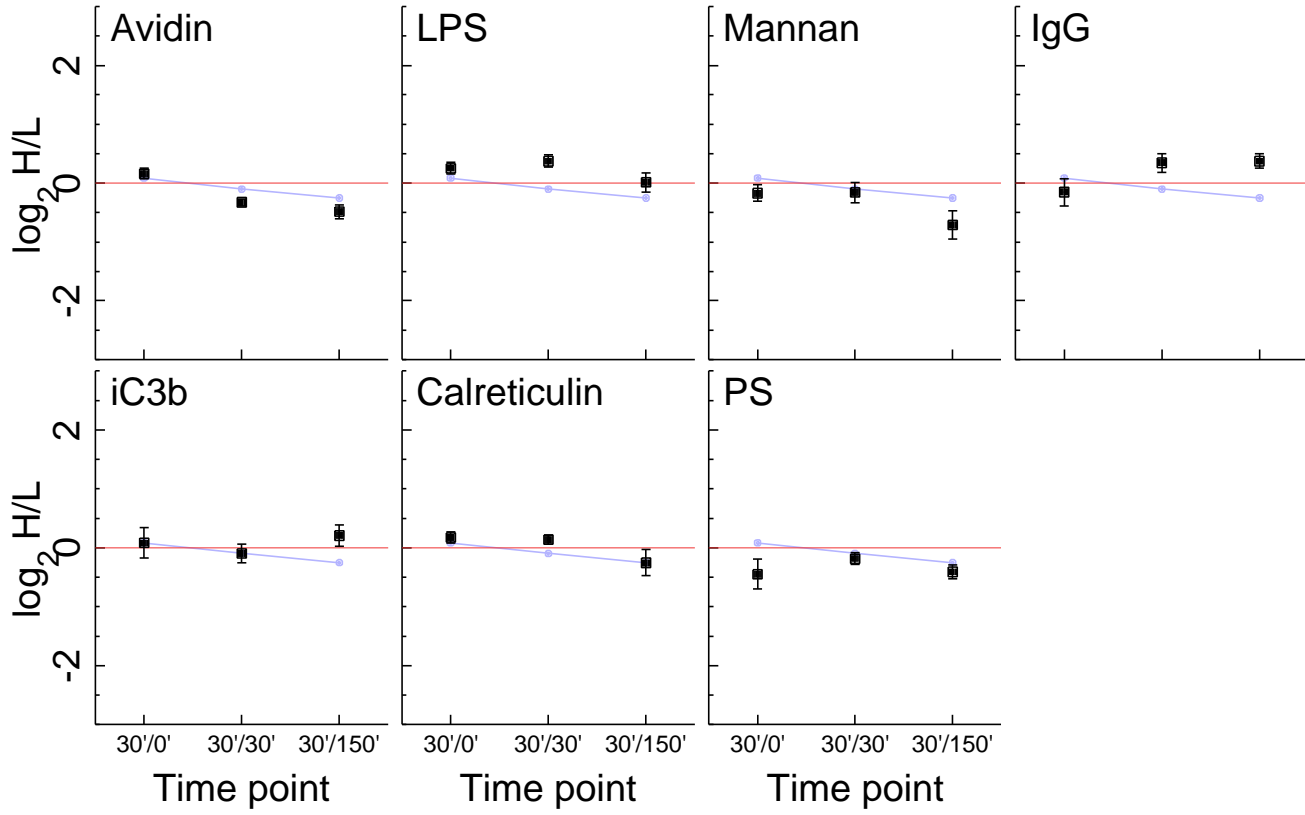 Avidin LPS Mannan IgG
2
0
-2
log2 H/L
iC3b Calreticulin PS
2
0
-2
log2 H/L
30'/0' 30'/30' 30'/150' 30'/0' 30'/30' 30'/150' 30'/0' 30'/30' 30'/150'
Time point Time point Time point